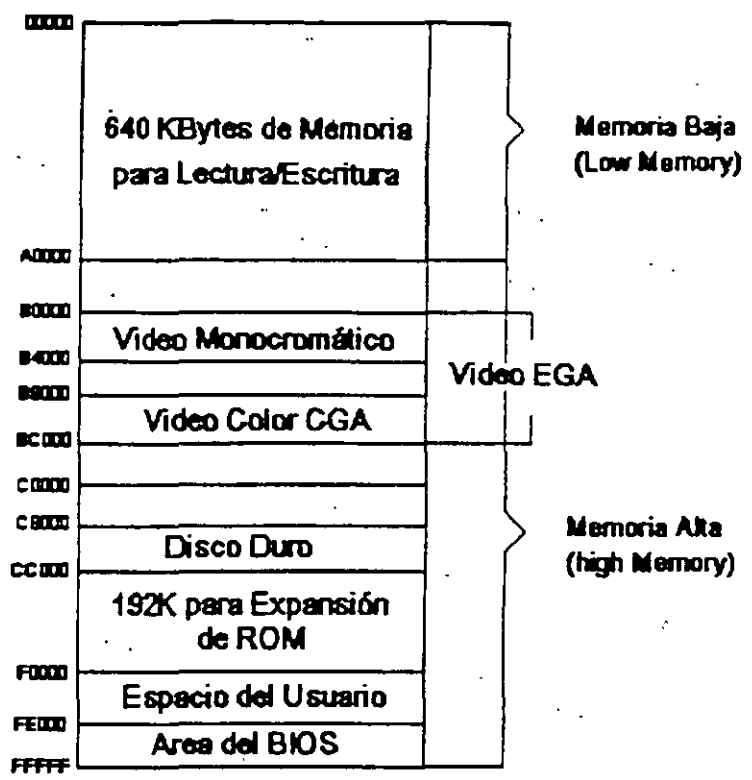 00000
640 KBytes de Memoria
para Lectura/Escritura
Memoria Baja
(Low Memory)
A0000
B0000
Video Monocromático
B4000
Video EGA
B8000
Video Color CGA
BC000
C0000
C8000
Disco Duro
Memoria Alta
(high Memory)
CC000
192K para Expansión
de ROM
F0000
Espacio del Usuario
FE000
Area del BIOS
FFFFF